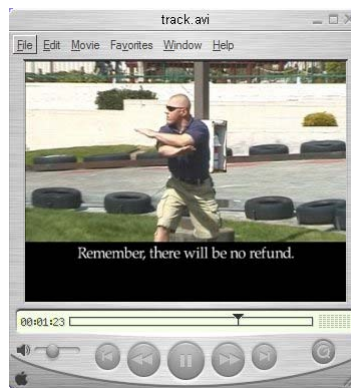 track.avi
File Edit Movie Favorites Window Help
Remember, there will be no refund.
00:01:23